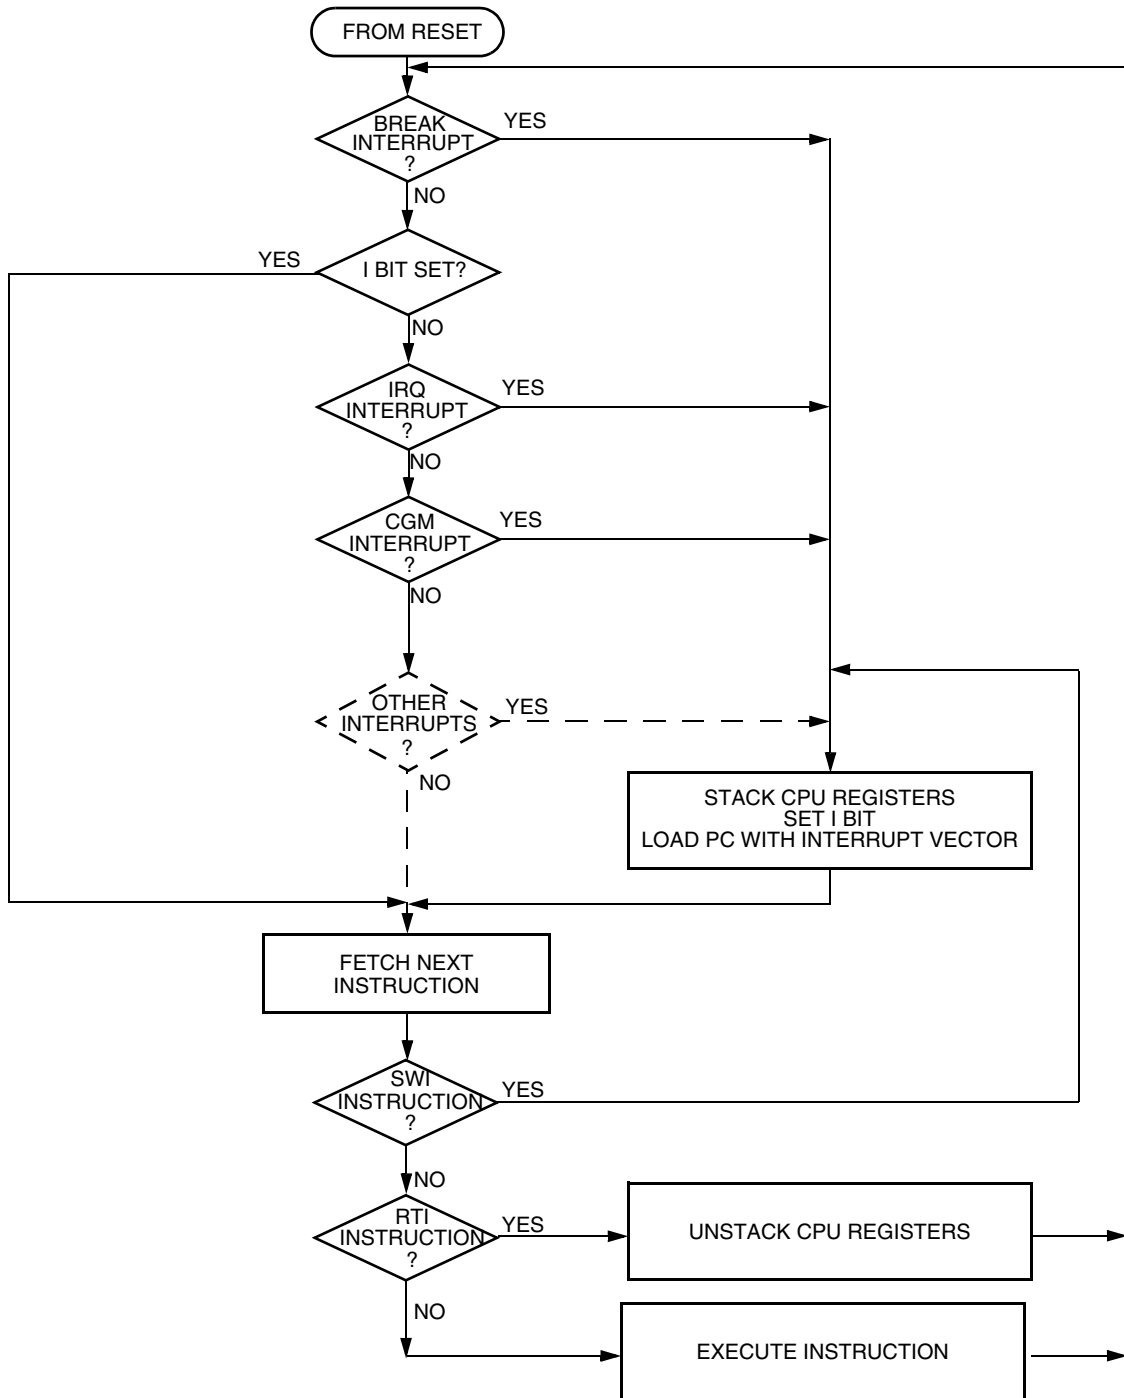 FROM RESET
BREAK
INTERRUPT
?
YES
NO
I BIT SET?
YES
NO
IRQ
INTERRUPT
?
YES
NO
CGM
INTERRUPT
?
YES
NO
OTHER
INTERRUPTS
?
YES
NO
STACK CPU REGISTERS
SET I BIT
LOAD PC WITH INTERRUPT VECTOR
FETCH NEXT
INSTRUCTION
SWI
INSTRUCTION
?
YES
NO
RTI
INSTRUCTION
?
YES
UNSTACK CPU REGISTERS
NO
EXECUTE INSTRUCTION